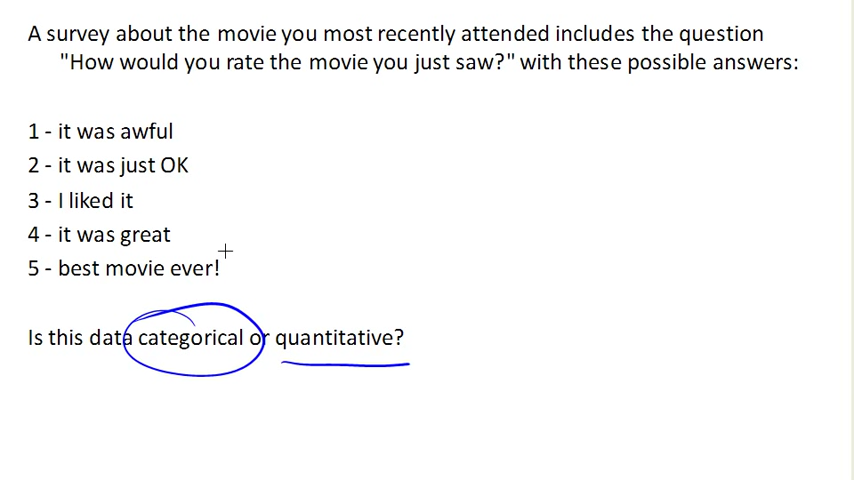 A survey about the movie you most recently attended includes the question
"How would you rate the movie you just saw?" with these possible answers:
1 - it was awful
2 - it was just OK
3 - I liked it
4 - it was great
5 - best movie ever!
Is this data categorical or quantitative?